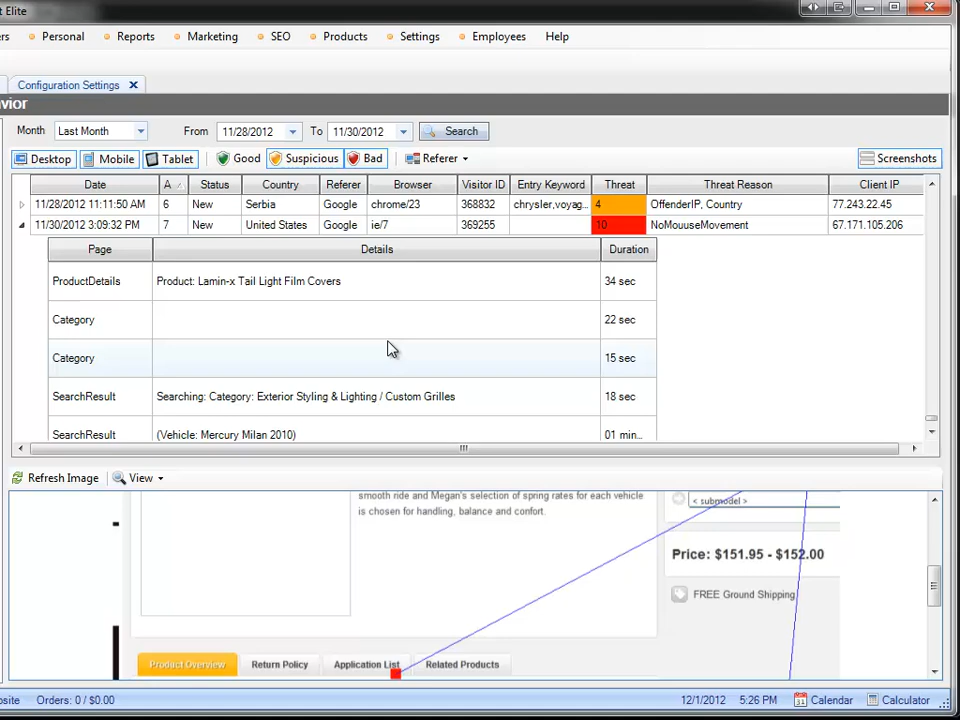 t Elite
ers Personal Reports Marketing SEO Products Settings Employees Help
Configuration Settings
avior
Month Last Month From 11/28/2012 To 11/30/2012 Search
Desktop Mobile Tablet Good Suspicious Bad Referer Screenshots
Date A Status Country Referer Browser Visitor ID Entry Keyword Threat Threat Reason Client IP
11/28/2012 11:11:50 AM 6 New Serbia Google chrome/23 368832 chrysler,voyag... 4 OffenderIP, Country 77.243.22.45
11/30/2012 3:09:32 PM 7 New United States Google ie/7 369255 10 NoMouuseMovement 67.171.105.206
Page Details Duration
ProductDetails Product: Lamin-x Tail Light Film Covers 34 sec
Category 22 sec
Category 15 sec
SearchResult Searching: Category: Exterior Styling & Lighting / Custom Grilles 18 sec
SearchResult (Vehicle: Mercury Milan 2010) 01 min...
Refresh Image View
smooth ride and Megan's selection of spring rates for each vehicle
is chosen for handling, balance and confort.
< submodel >
Price: $151.95 - $152.00
FREE Ground Shipping
Product Overview Return Policy Application List Related Products
osite Orders: 0 / $0.00 12/1/2012 5:26 PM 31 Calendar Calculator